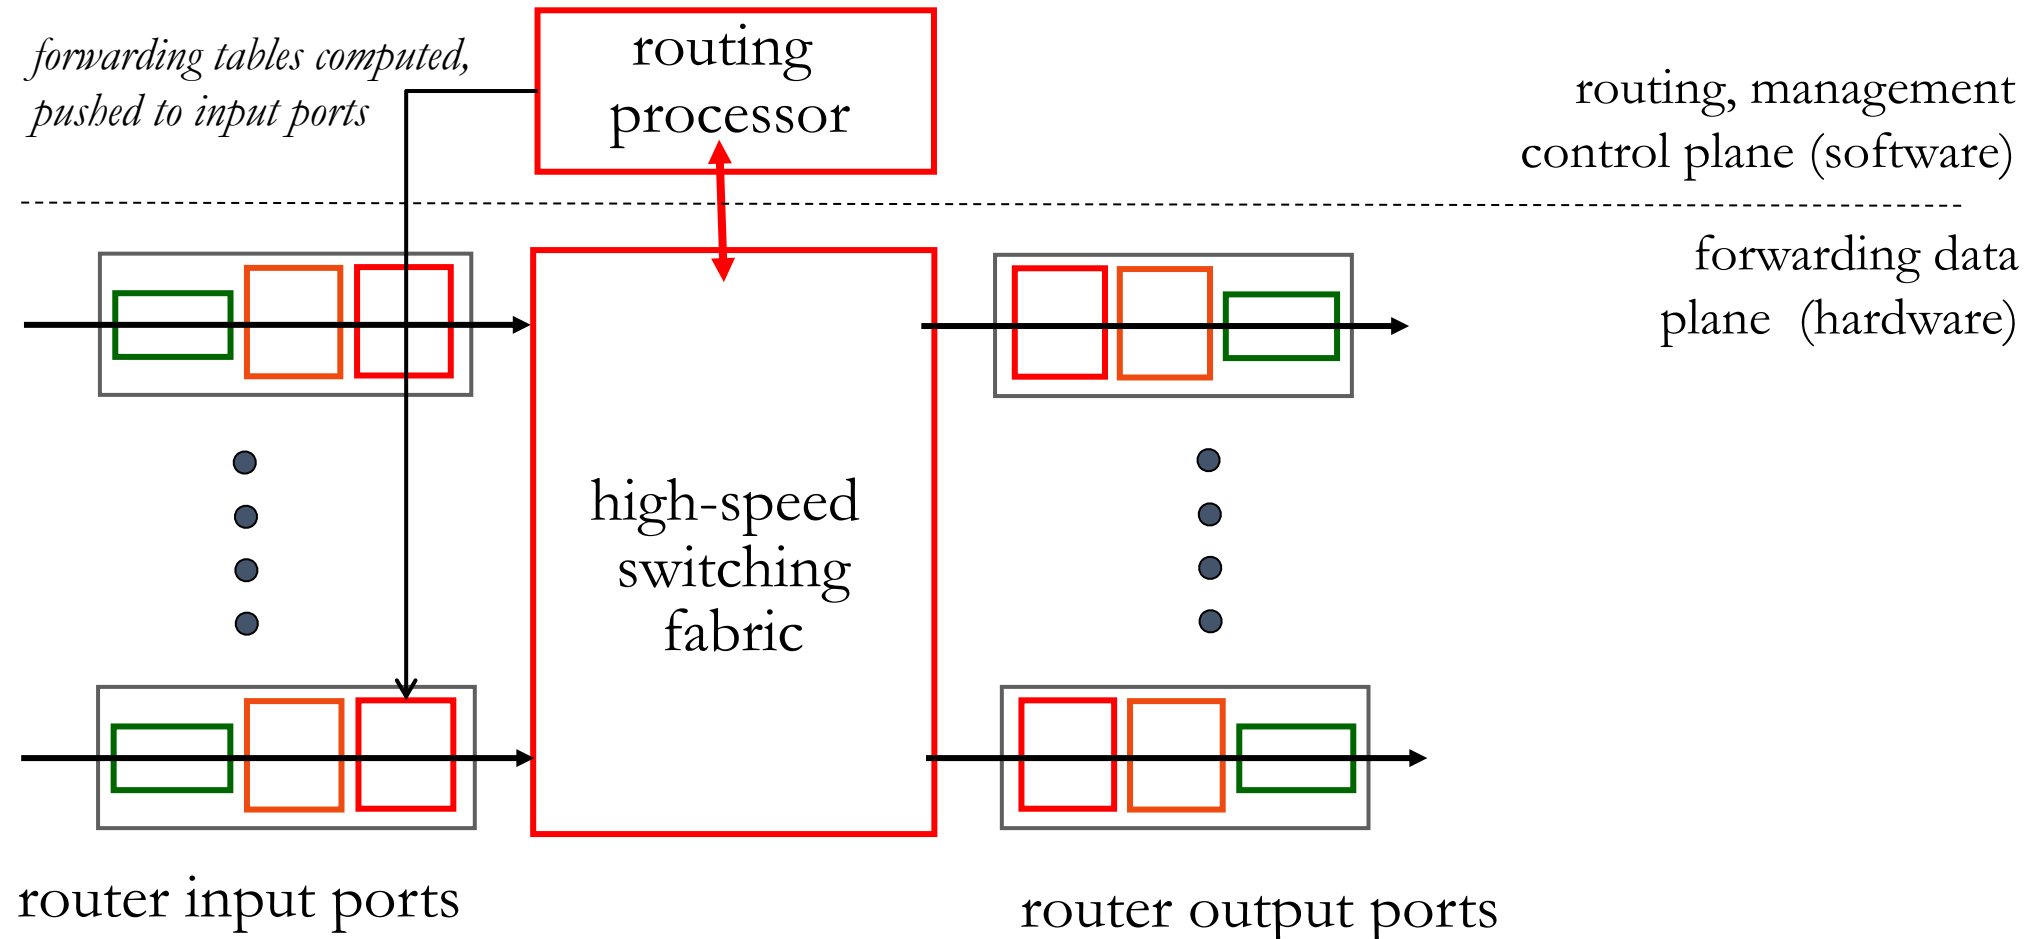 forwarding tables computed,
pushed to input ports
routing
processor
routing, management
control plane (software)
forwarding data
plane (hardware)
high-speed
switching
fabric
router input ports
router output ports